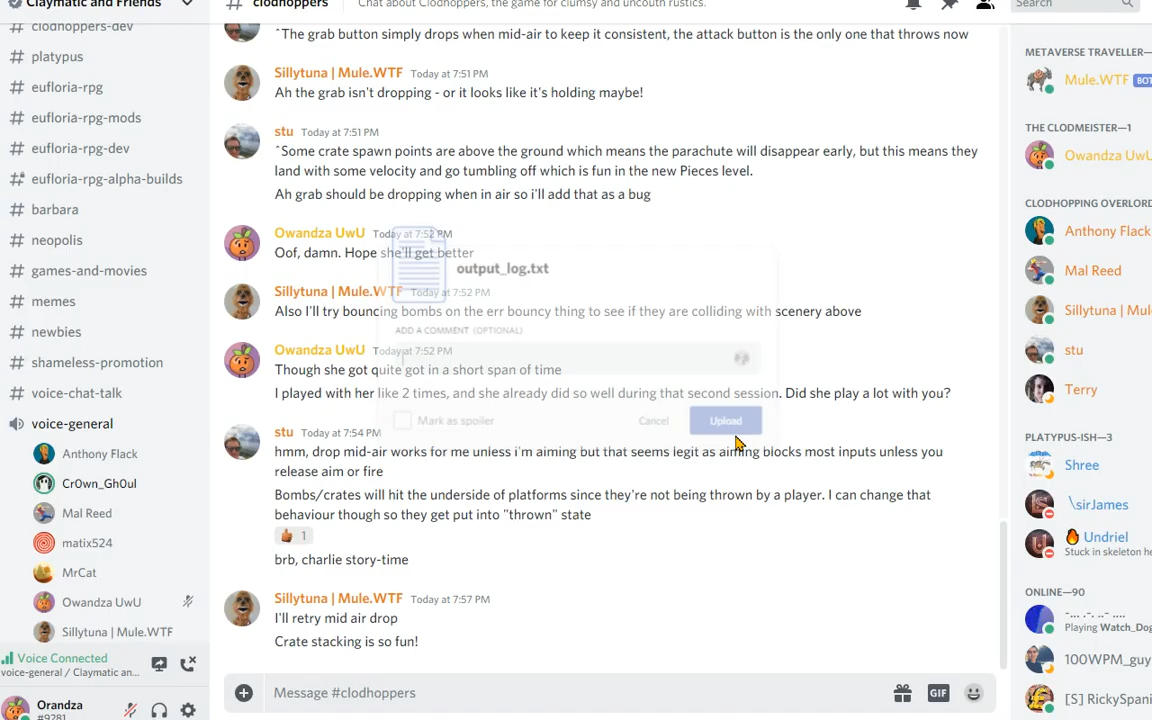 Claymatic and Friends
# clodhoppers
Chat about Clodhoppers, the game for clumsy and uncouth rustics.
Search
# clodhoppers-dev
# platypus
# eufloria-rpg
# eufloria-rpg-mods
# eufloria-rpg-dev
# eufloria-rpg-alpha-builds
# barbara
# neopolis
# games-and-movies
# memes
# newbies
# shameless-promotion
# voice-chat-talk
voice-general
Anthony Flack
Cr0wn_Gh0ul
Mal Reed
matix524
MrCat
Owandza UwU
Sillytuna | Mule.WTF
Voice Connected
voice-general / Claymatic an...
Orandza
#9281
^The grab button simply drops when mid-air to keep it consistent, the attack button is the only one that throws now
Sillytuna | Mule.WTF Today at 7:51 PM
Ah the grab isn't dropping - or it looks like it's holding maybe!
stu Today at 7:51 PM
^Some crate spawn points are above the ground which means the parachute will disappear early, but this means they
land with some velocity and go tumbling off which is fun in the new Pieces level.
Ah grab should be dropping when in air so i'll add that as a bug
Owandza UwU Today at 7:52 PM
Oof, damn. Hope she'll get better
output_log.txt
Sillytuna | Mule.WTF Today at 7:52 PM
Also I'll try bouncing bombs on the err bouncy thing to see if they are colliding with scenery above
ADD A COMMENT (OPTIONAL)
Owandza UwU Today at 7:52 PM
Though she got quite got in a short span of time
I played with her like 2 times, and she already did so well during that second session. Did she play a lot with you?
Mark as spoiler
Cancel
Upload
stu Today at 7:54 PM
hmm, drop mid-air works for me unless i'm aiming but that seems legit as aiming blocks most inputs unless you
release aim or fire
Bombs/crates will hit the underside of platforms since they're not being thrown by a player. I can change that
behaviour though so they get put into "thrown" state
1
brb, charlie story-time
Sillytuna | Mule.WTF Today at 7:57 PM
I'll retry mid air drop
Crate stacking is so fun!
Message #clodhoppers
GIF
METAVERSE TRAVELLER—
Mule.WTF BOT
THE CLODMEISTER—1
Owandza UwU
CLODHOPPING OVERLORD
Anthony Flack
Mal Reed
Sillytuna | Mul
stu
Terry
PLATYPUS-ISH—3
Shree
\sirJames
Undriel
Stuck in skeleton he
ONLINE—90
Playing Watch_Dog
100WPM_guy
[S] RickySpani